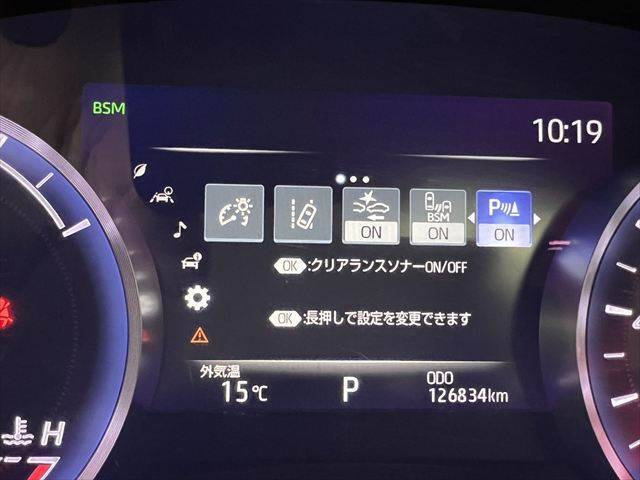 BSM
10:19
ON
BSM
ON
P
ON
OK :クリアランスソナーON/OFF
OK :長押しで設定を変更できます
外気温
15℃
P
ODO
126834km
H